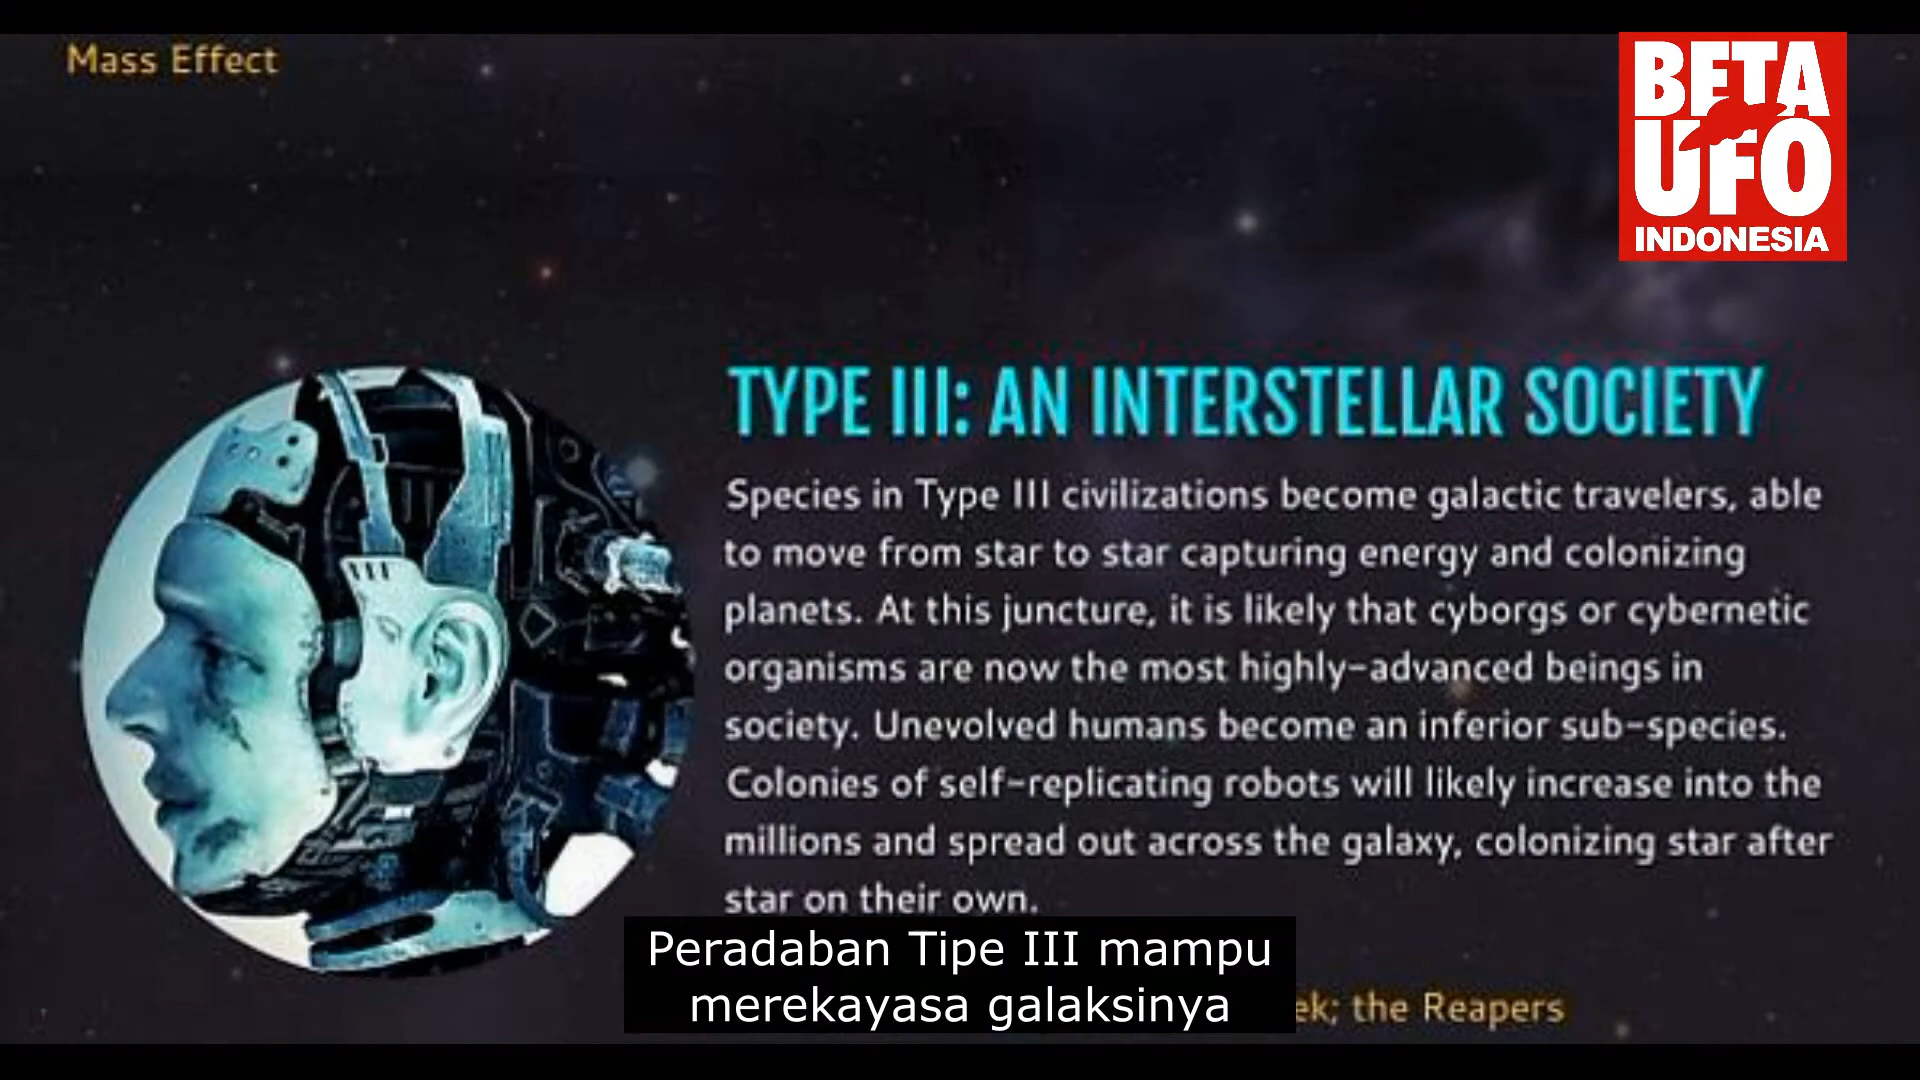 Mass Effect
BETA
UFO
INDONESIA
TYPE III: AN INTERSTELLAR SOCIETY
Species in Type III civilizations become galactic travelers, able
to move from star to star capturing energy and colonizing
planets. At this juncture, it is likely that cyborgs or cybernetic
organisms are now the most highly-advanced beings in
society. Unevolved humans become an inferior sub-species.
Colonies of self-replicating robots will likely increase into the
millions and spread out across the galaxy, colonizing star after
star on their own.
Peradaban Tipe III mampu
merekayasa galaksinya
; the Reapers